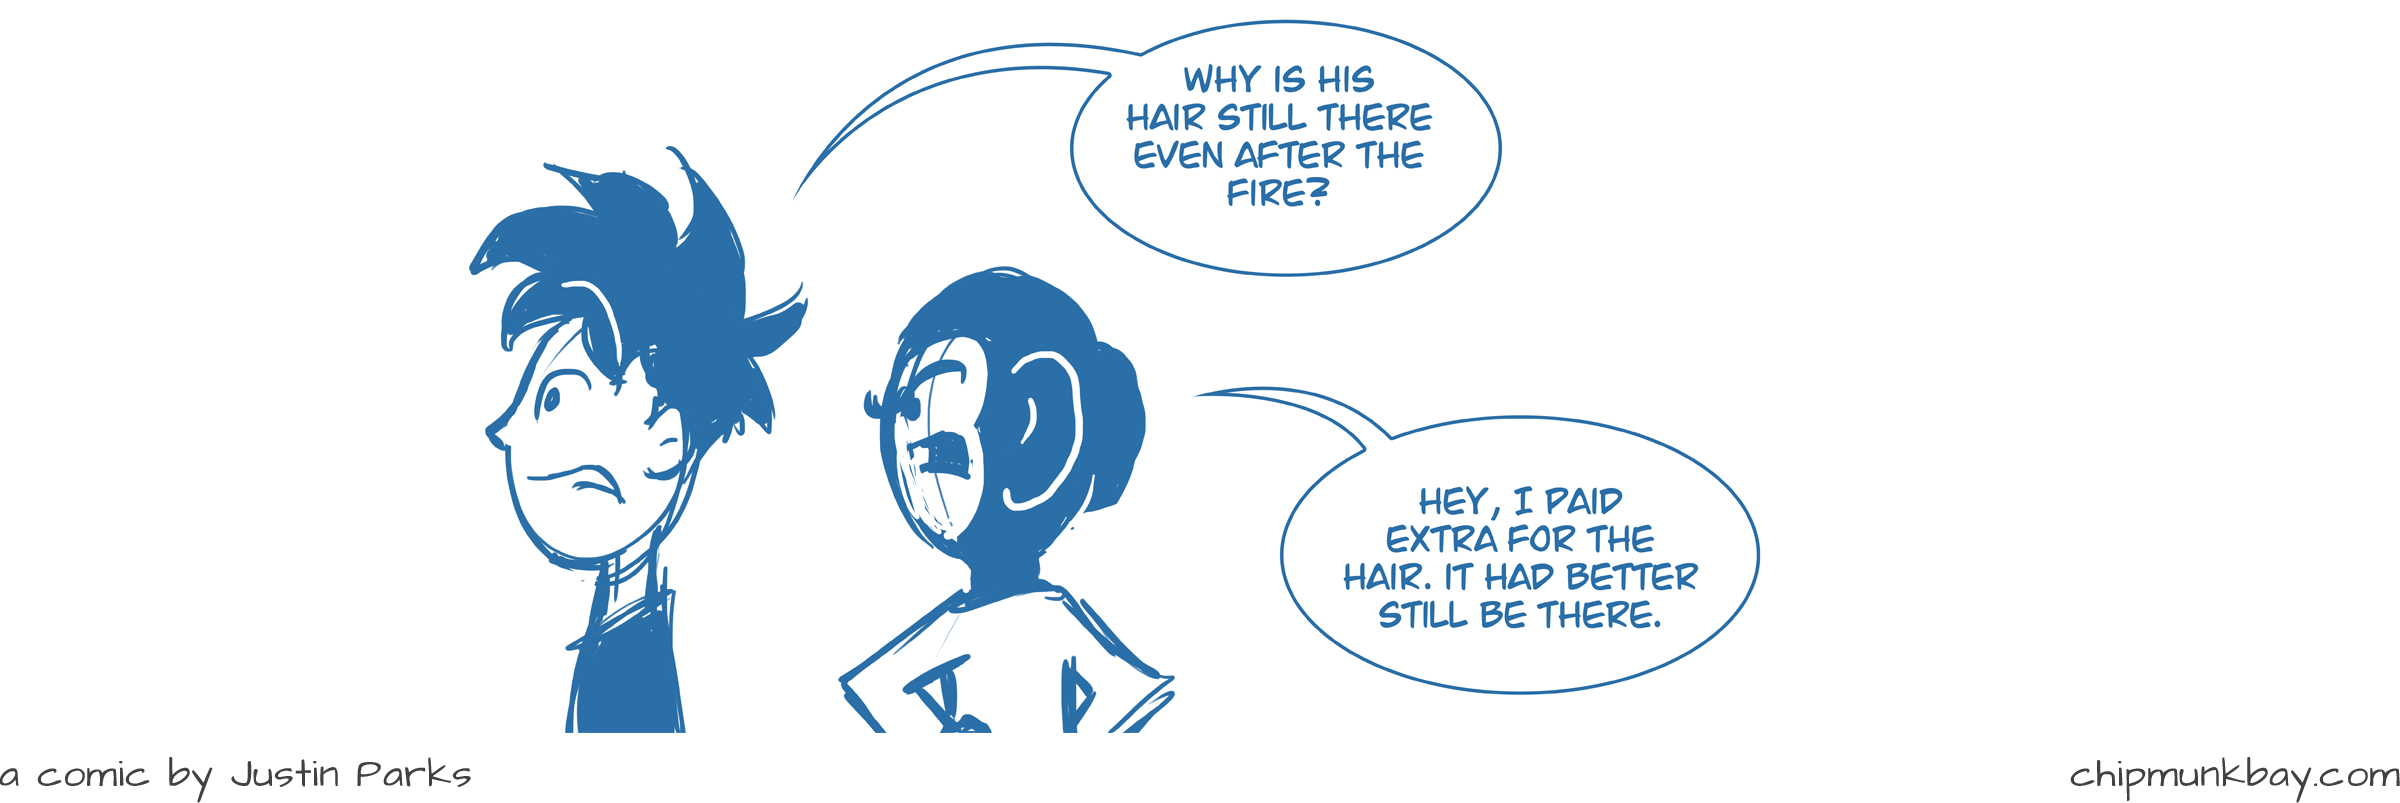 WHY IS HIS
HAIR STILL THERE
EVEN AFTER THE
FIRE?
HEY, I PAID
EXTRA FOR THE
HAIR. IT HAD BETTER
STILL BE THERE.
a comic by Justin Parks
chipmunkbay.com